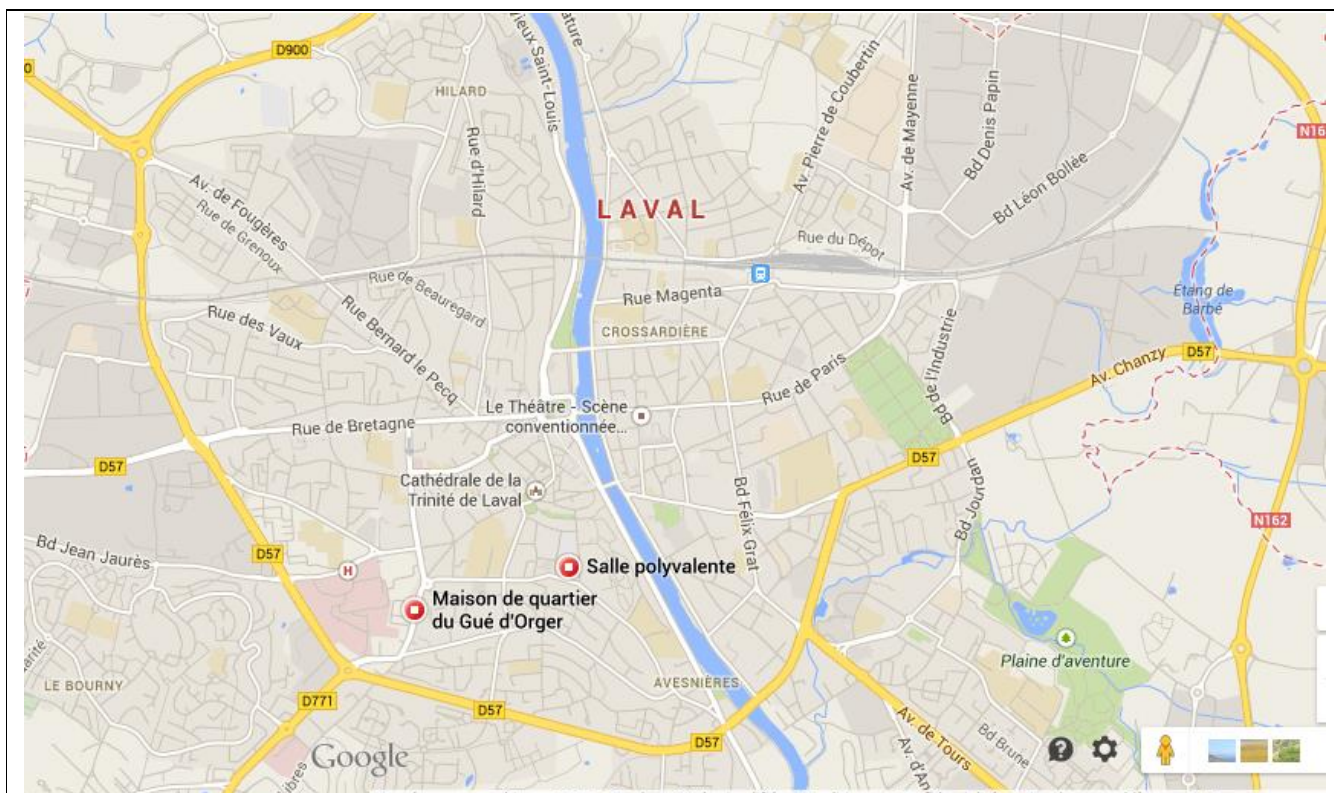 D900
0
HILARD
Vieux Saint-Louis
Av. Pierre de Coubertin
Av. de Mayenne
Bd Denis Papin
N162
Av. de Fougères
Rue de Grenoux
Rue d'Hilard
LAVAL
Bd Léon Bollée
Rue du Dépot
Rue de Beauregard
Rue Magenta
Étang de
Barbé
Rue des Vaux
Rue Bernard le Pecq
CROSSARDIÈRE
Bd de l'Industrie
D57
Av. Chanzy
Rue de Paris
Rue de Bretagne
Le Théâtre - Scène
conventionnée...
D57
D57
Cathédrale de la
Trinité de Laval
Bd Félix Grat
Bd Jourdan
N162
Bd Jean Jaurès
D57
H
Salle polyvalente
Maison de quartier
du Gué d'Orger
Plaine d'aventure
LE BOURNY
AVESNIÈRES
D771
D57
D57
Av. de Tours
Bd Brune
Google